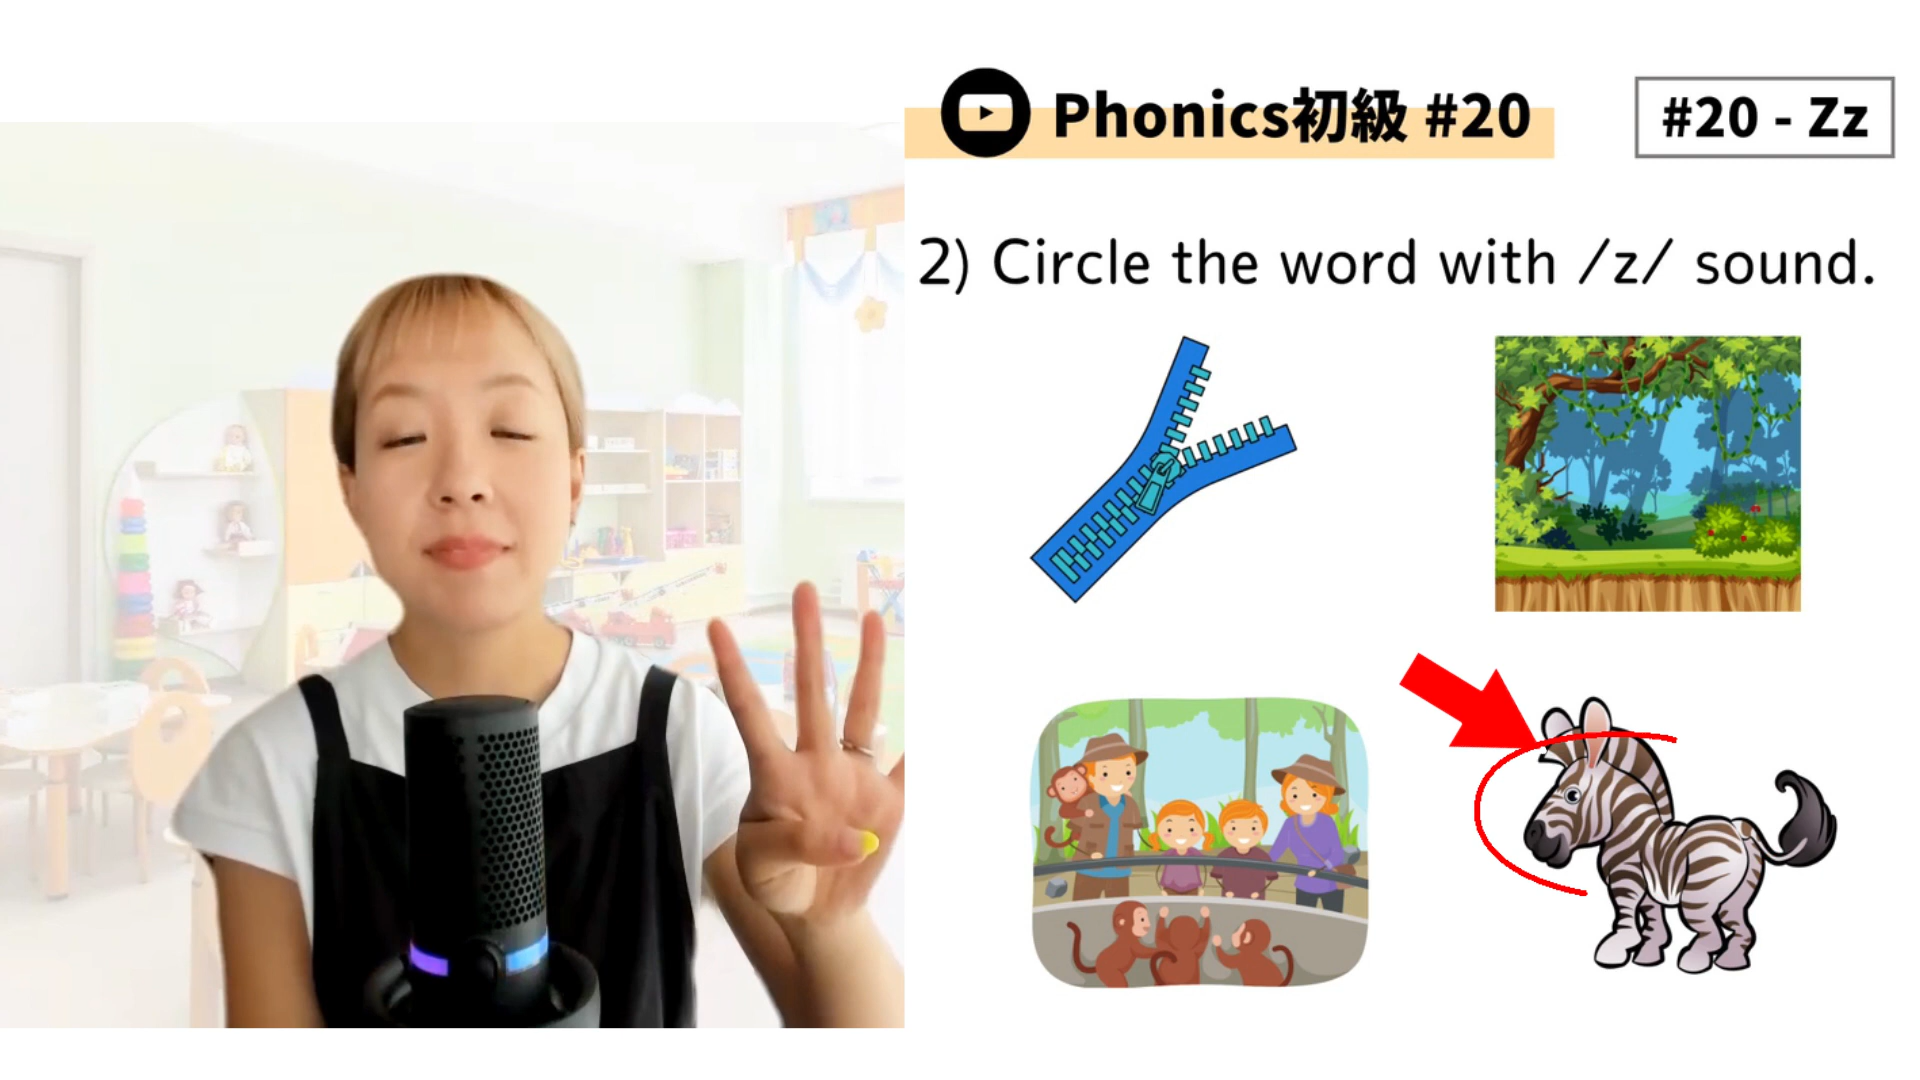 Phonics初級 #20
#20 - Zz
2) Circle the word with /z/ sound.